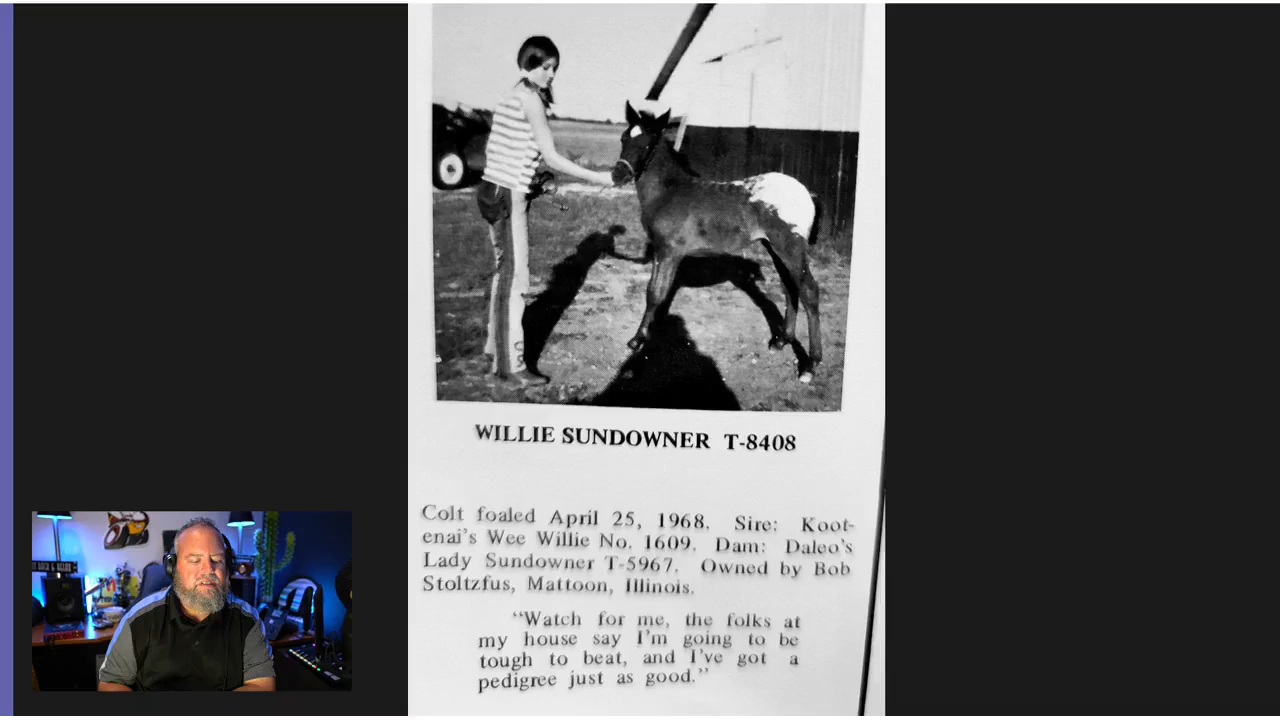 WILLIE SUNDOWNER T-8408
Colt foaled April 25, 1968. Sire: Koot-
enai's Wee Willie No. 1609. Dam: Daleo's
Lady Sundowner T-5967. Owned by Bob
Stoltzfus, Mattoon, Illinois.
"Watch for me, the folks at
my house say I'm going to be
tough to beat, and I've got a
pedigree just as good."